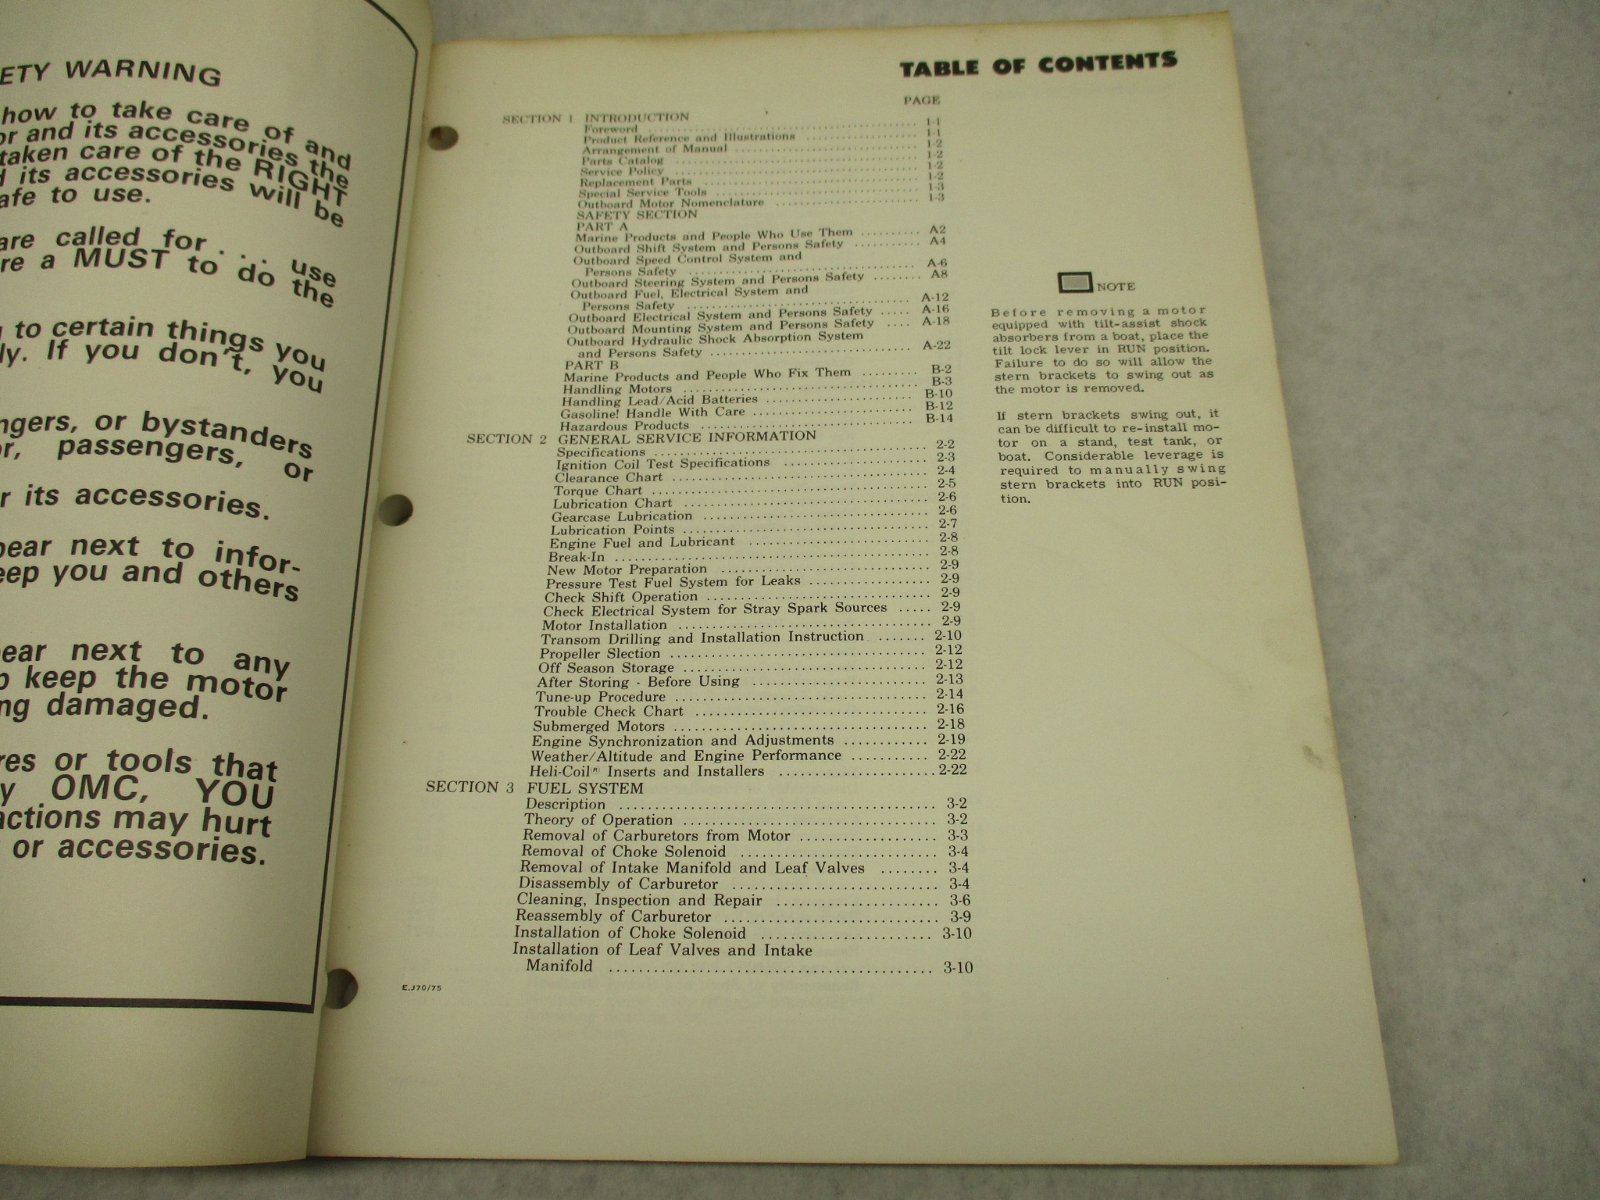 ETY WARNING
how to take care of and
or and its accessories the
taken care of the RIGHT
its accessories will be
afe to use.
are called for . . . use
re a MUST to do the
to certain things you
ly. If you don't, you
ngers, or bystanders
or, passengers, or
r its accessories.
pear next to infor-
eep you and others
ear next to any
p keep the motor
ng damaged.
res or tools that
y OMC, YOU
actions may hurt
or accessories.
TABLE OF CONTENTS
PAGE
SECTION 1 INTRODUCTION
Foreword 1-1
Product Reference and Illustrations 1-1
Arrangement of Manual 1-2
Parts Catalog 1-2
Service Policy 1-2
Replacement Parts 1-2
Special Service Tools 1-3
Outboard Motor Nomenclature 1-3
SAFETY SECTION
PART A
Marine Products and People Who Use Them A2
Outboard Shift System and Persons Safety A4
Outboard Speed Control System and
Persons Safety A-6
Outboard Steering System and Persons Safety A8
Outboard Fuel, Electrical System and
Persons Safety A-12
Outboard Electrical System and Persons Safety A-16
Outboard Mounting System and Persons Safety A-18
Outboard Hydraulic Shock Absorption System
and Persons Safety A-22
PART B
Marine Products and People Who Fix Them B-2
Handling Motors B-3
Handling Lead/Acid Batteries B-10
Gasoline! Handle With Care B-12
Hazardous Products B-14
SECTION 2 GENERAL SERVICE INFORMATION
Specifications 2-2
Ignition Coil Test Specifications 2-3
Clearance Chart 2-4
Torque Chart 2-5
Lubrication Chart 2-6
Gearcase Lubrication 2-6
Lubrication Points 2-7
Engine Fuel and Lubricant 2-8
Break-In 2-8
New Motor Preparation 2-9
Pressure Test Fuel System for Leaks 2-9
Check Shift Operation 2-9
Check Electrical System for Stray Spark Sources 2-9
Motor Installation 2-9
Transom Drilling and Installation Instruction 2-10
Propeller Slection 2-12
Off Season Storage 2-12
After Storing - Before Using 2-13
Tune-up Procedure 2-14
Trouble Check Chart 2-16
Submerged Motors 2-18
Engine Synchronization and Adjustments 2-19
Weather/Altitude and Engine Performance 2-22
Heli-Coil® Inserts and Installers 2-22
SECTION 3 FUEL SYSTEM
Description 3-2
Theory of Operation 3-2
Removal of Carburetors from Motor 3-3
Removal of Choke Solenoid 3-4
Removal of Intake Manifold and Leaf Valves 3-4
Disassembly of Carburetor 3-4
Cleaning, Inspection and Repair 3-6
Reassembly of Carburetor 3-9
Installation of Choke Solenoid 3-10
Installation of Leaf Valves and Intake
Manifold 3-10
E.J70/75
NOTE
Before removing a motor
equipped with tilt-assist shock
absorbers from a boat, place the
tilt lock lever in RUN position.
Failure to do so will allow the
stern brackets to swing out as
the motor is removed.
If stern brackets swing out, it
can be difficult to re-install mo-
tor on a stand, test tank, or
boat. Considerable leverage is
required to manually swing
stern brackets into RUN posi-
tion.